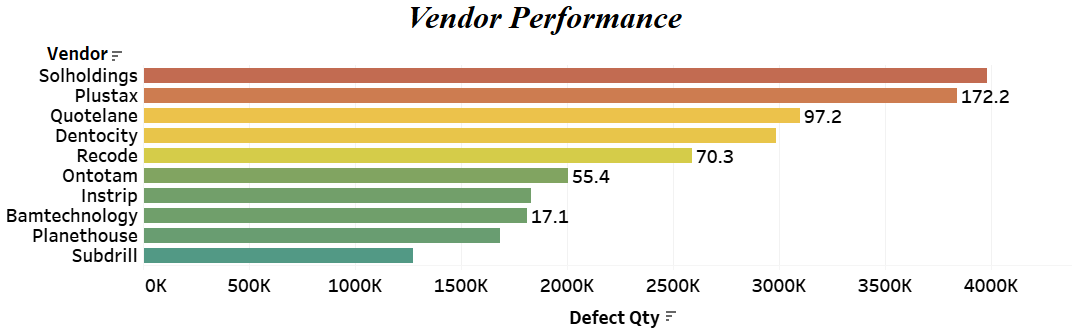 Vendor Performance
Vendor
Solholdings
Plustax 172.2
Quotelane 97.2
Dentocity
Recode 70.3
Ontotam 55.4
Instrip
Bamtechnology 17.1
Planethouse
Subdrill
0K 500K 1000K 1500K 2000K 2500K 3000K 3500K 4000K
Defect Qty